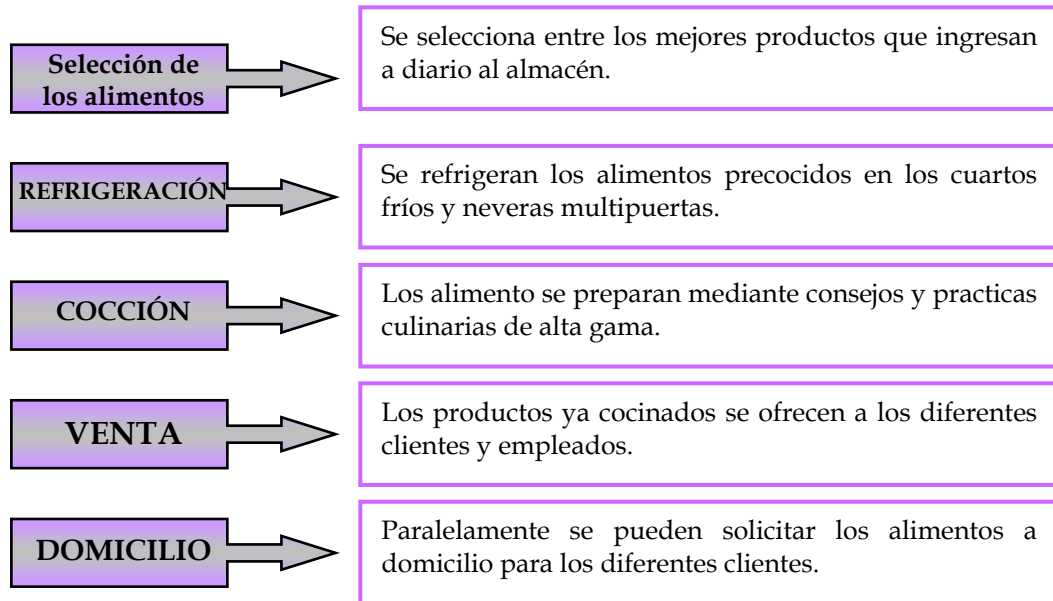 Selección de
los alimentos
Se selecciona entre los mejores productos que ingresan
a diario al almacén.
REFRIGERACIÓN
Se refrigeran los alimentos precocidos en los cuartos
fríos y neveras multipuertas.
COCCIÓN
Los alimento se preparan mediante consejos y practicas
culinarias de alta gama.
VENTA
Los productos ya cocinados se ofrecen a los diferentes
clientes y empleados.
DOMICILIO
Paralelamente se pueden solicitar los alimentos a
domicilio para los diferentes clientes.